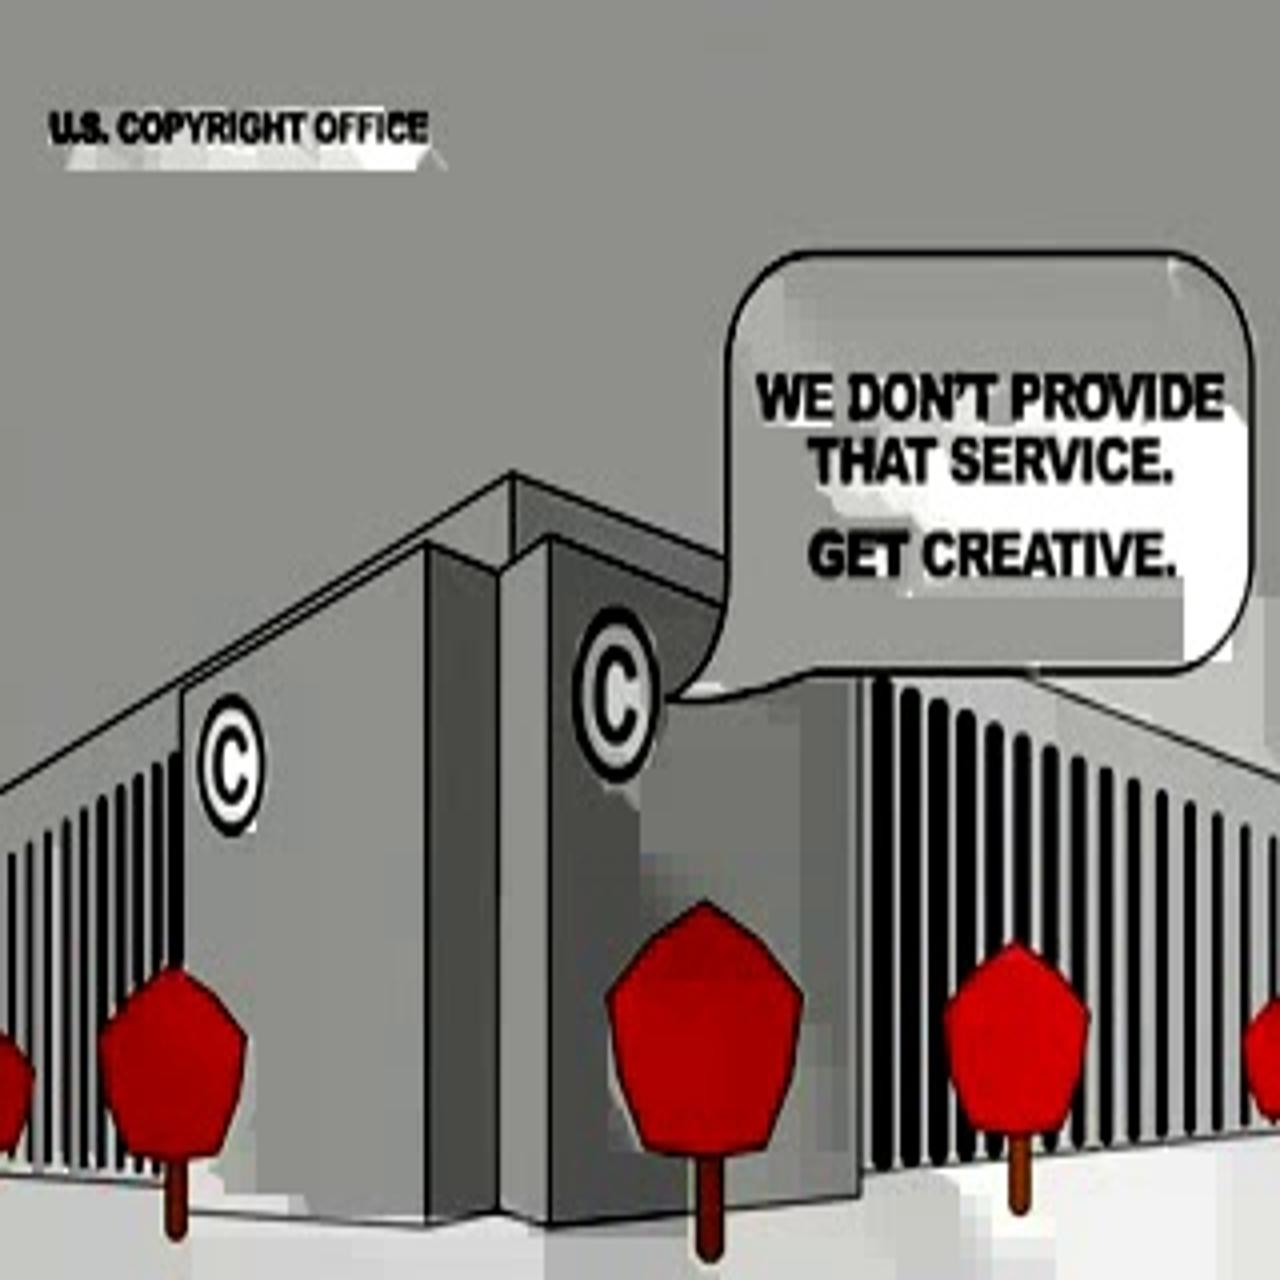 U.S. COPYRIGHT OFFICE
WE DON'T PROVIDE
THAT SERVICE.
GET CREATIVE.
©
©